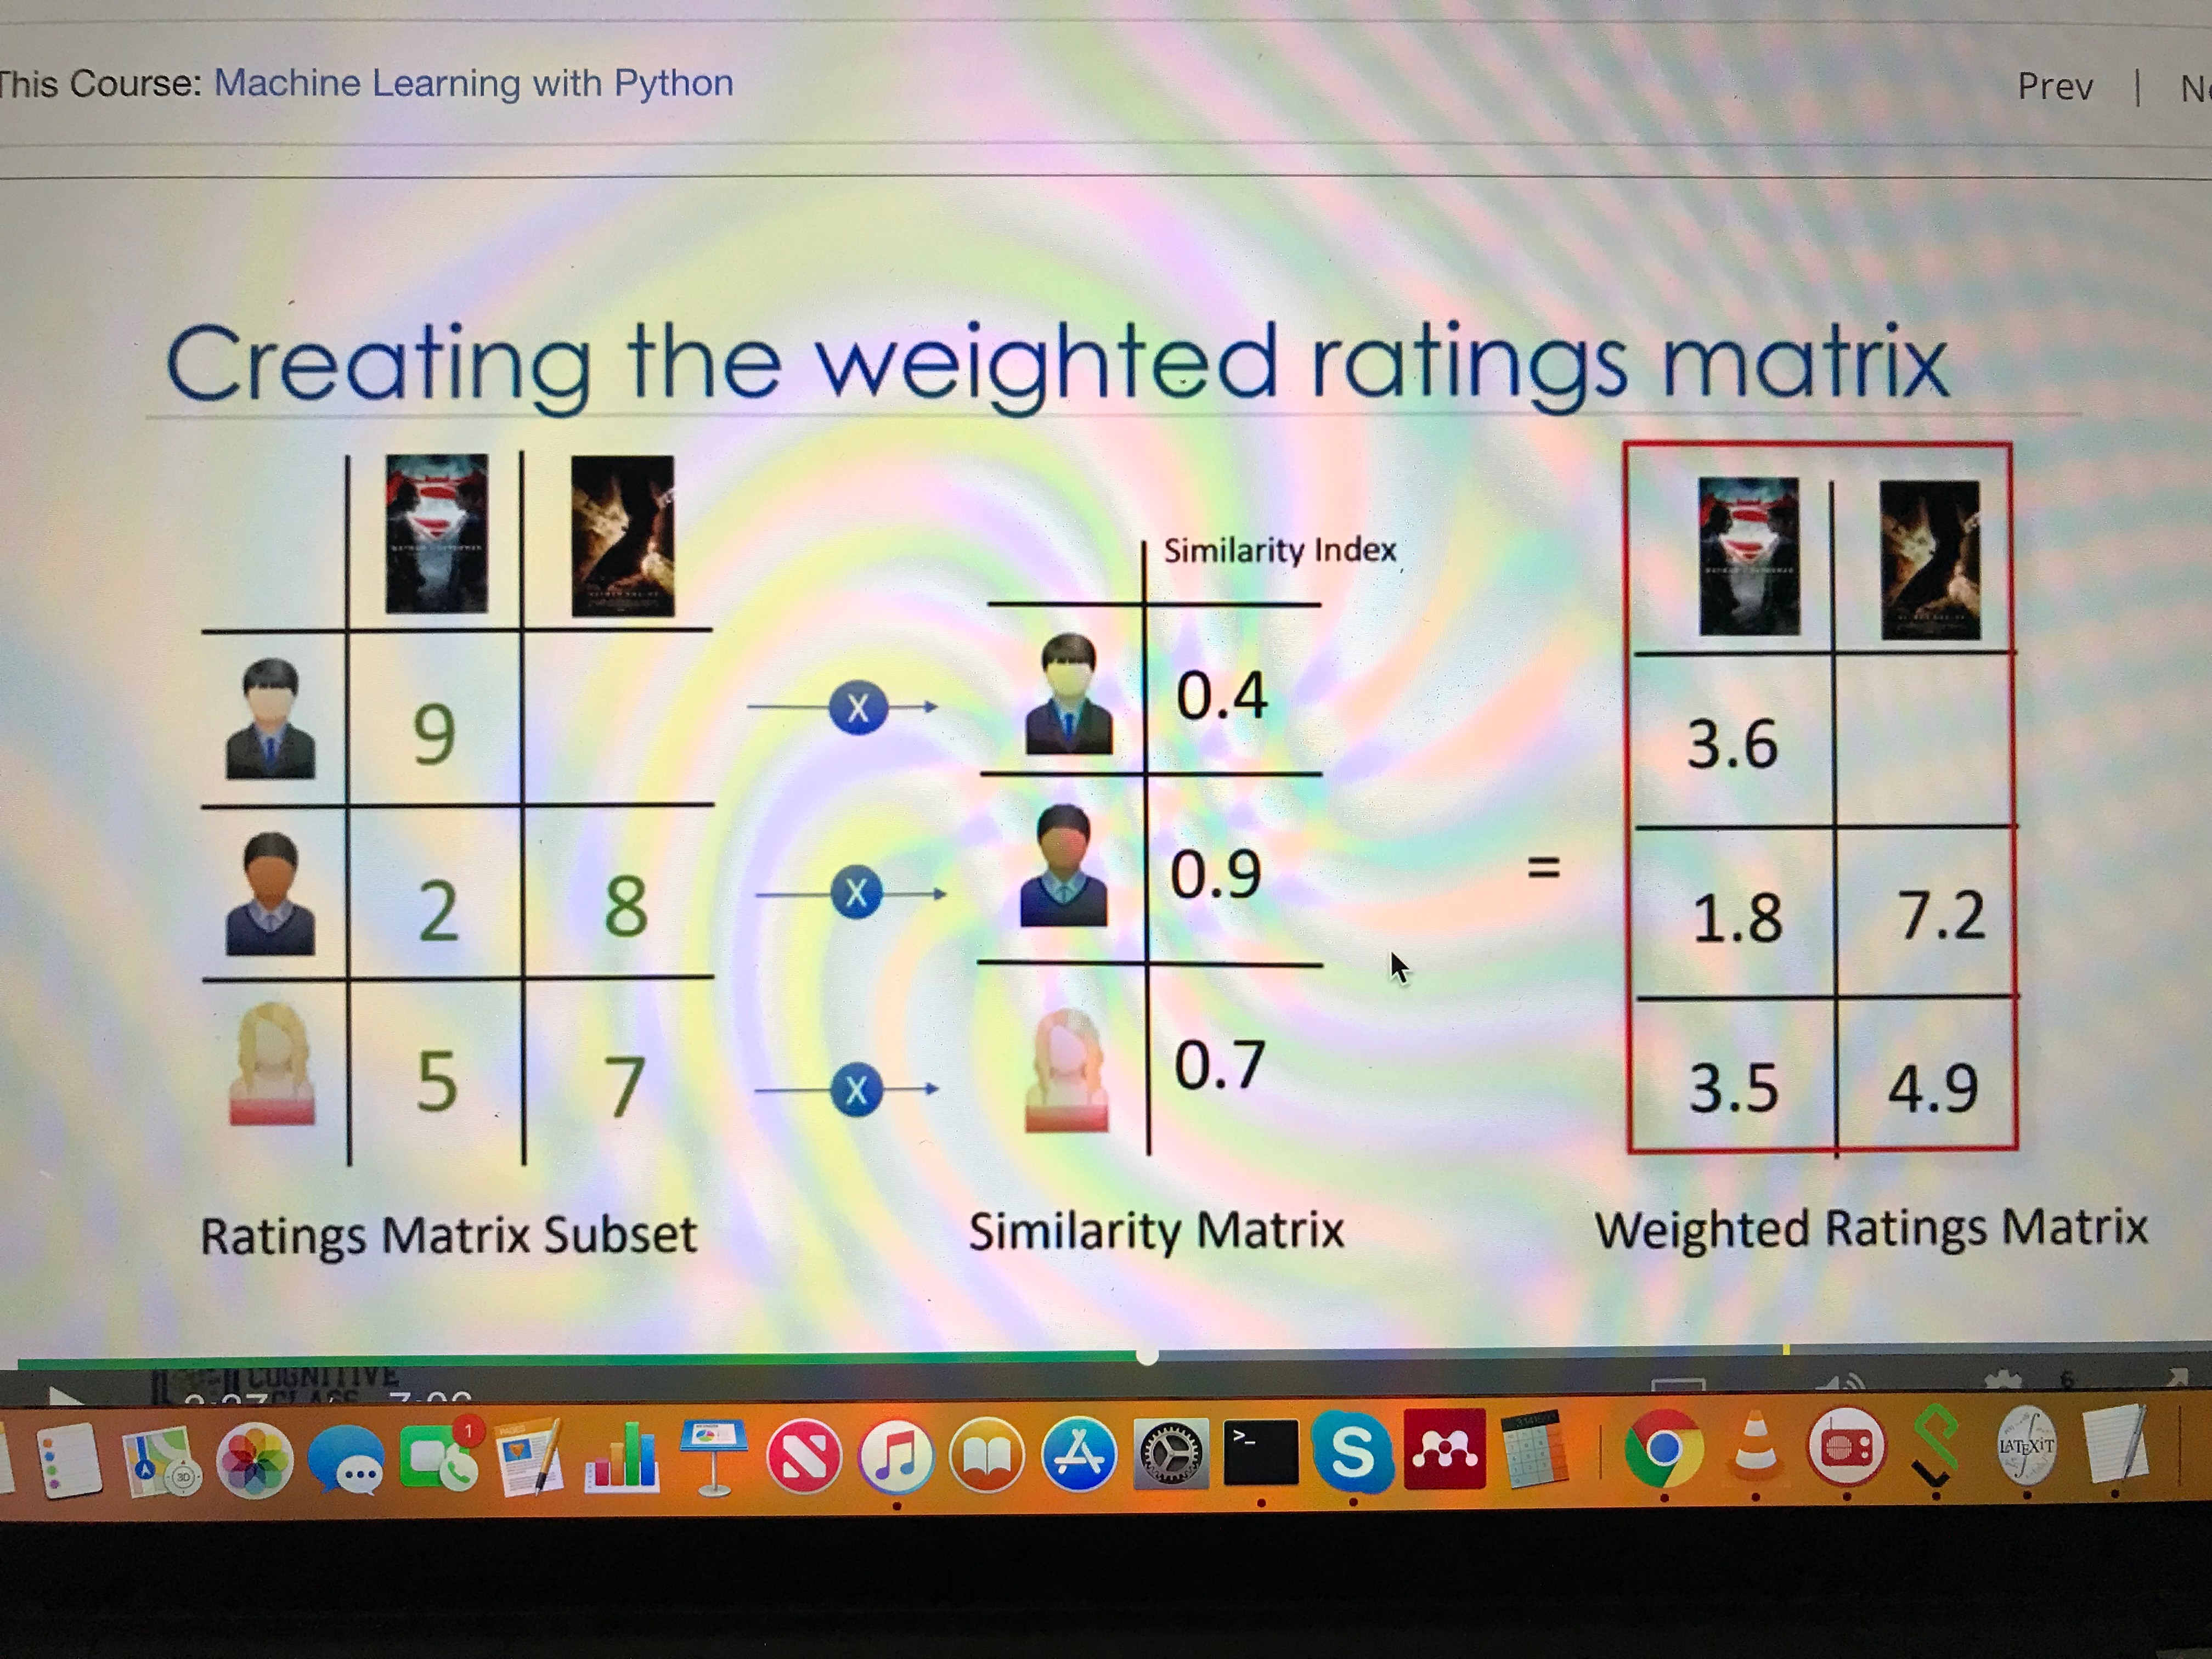 This Course: Machine Learning with Python
Prev |
Creating the weighted ratings matrix
Similarity Index
9
X
0.4
3.6
2
8
X
0.9
=
1.8
7.2
5
7
X
0.7
3.5
4.9
Ratings Matrix Subset
Similarity Matrix
Weighted Ratings Matrix
COGNITIVE
CLASS
1
3D
>_
S
LATEXiT